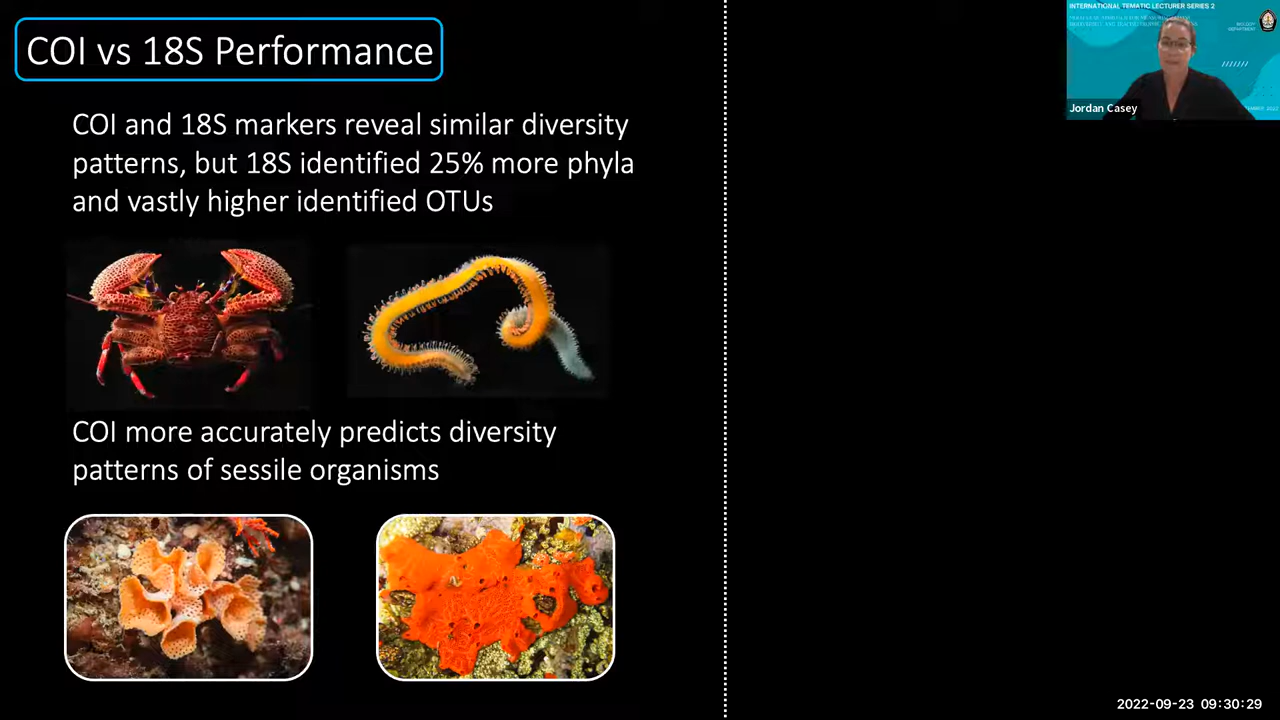 COI vs 18S Performance
COI and 18S markers reveal similar diversity
patterns, but 18S identified 25% more phyla
and vastly higher identified OTUs
COI more accurately predicts diversity
patterns of sessile organisms
INTERNATIONAL TEMATIC LECTURER SERIES 2
DEPARTMENT
Jordan Casey
2022-09-23 09:30:29